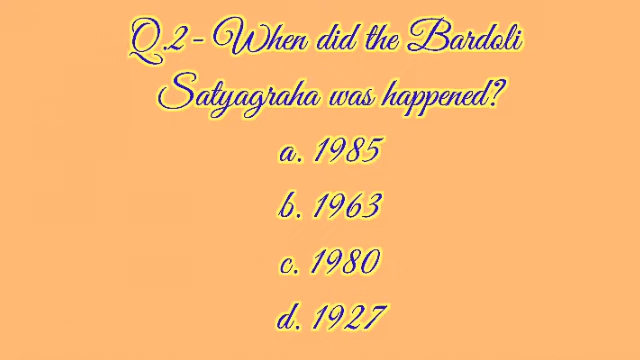 Q.2- When did the Bardoli
Satyagraha was happened?
a. 1985
b. 1963
c. 1980
d. 1927